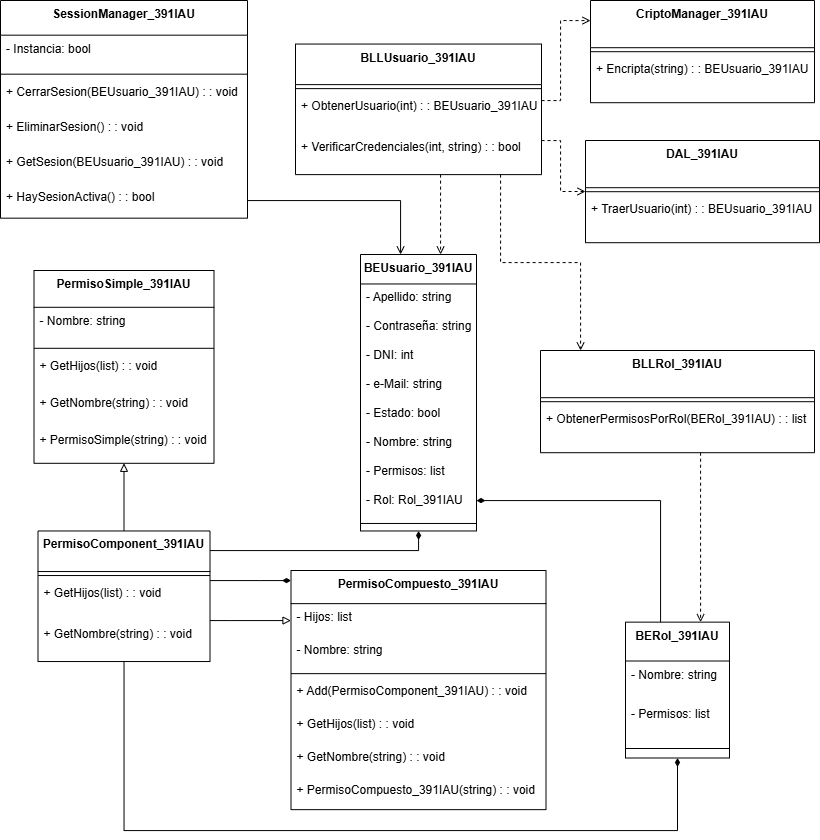 SessionManager_391IAU
- Instancia: bool
+ CerrarSesion(BEUsuario_391IAU) : : void
+ EliminarSesion() : : void
+ GetSesion(BEUsuario_391IAU) : : void
+ HaySesionActiva() : : bool
BLLUsuario_391IAU
+ ObtenerUsuario(int) : : BEUsuario_391IAU
+ VerificarCredenciales(int, string) : : bool
CriptoManager_391IAU
+ Encripta(string) : : BEUsuario_391IAU
DAL_391IAU
+ TraerUsuario(int) : : BEUsuario_391IAU
PermisoSimple_391IAU
- Nombre: string
+ GetHijos(list) : : void
+ GetNombre(string) : : void
+ PermisoSimple(string) : : void
BEUsuario_391IAU
- Apellido: string
- Contraseña: string
- DNI: int
- e-Mail: string
- Estado: bool
- Nombre: string
- Permisos: list
- Rol: Rol_391IAU
BLLRol_391IAU
+ ObtenerPermisosPorRol(BERol_391IAU) : : list
PermisoComponent_391IAU
+ GetHijos(list) : : void
+ GetNombre(string) : : void
PermisoCompuesto_391IAU
- Hijos: list
- Nombre: string
+ Add(PermisoComponent_391IAU) : : void
+ GetHijos(list) : : void
+ GetNombre(string) : : void
+ PermisoCompuesto_391IAU(string) : : void
BERol_391IAU
- Nombre: string
- Permisos: list